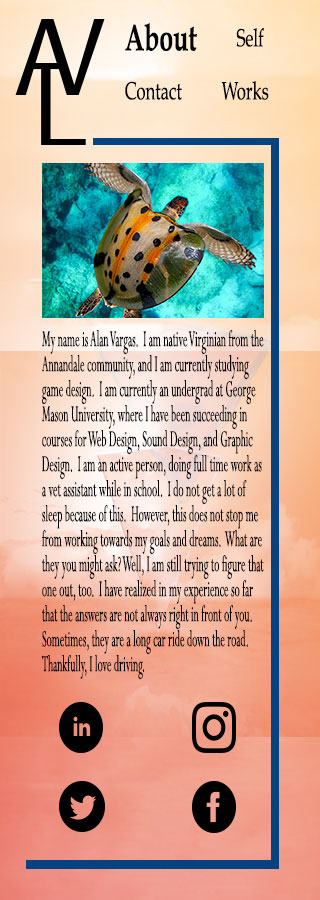 AVL
About
Self
Contact
Works
My name is Alan Vargas. I am native Virginian from the
Annandale community, and I am currently studying
game design. I am currently an undergrad at George
Mason University, where I have been succeeding in
courses for Web Design, Sound Design, and Graphic
Design. I am an active person, doing full time work as
a vet assistant while in school. I do not get a lot of
sleep because of this. However, this does not stop me
from working towards my goals and dreams. What are
they you might ask? Well, I am still trying to figure that
one out, too. I have realized in my experience so far
that the answers are not always right in front of you.
Sometimes, they are a long car ride down the road.
Thankfully, I love driving.
in